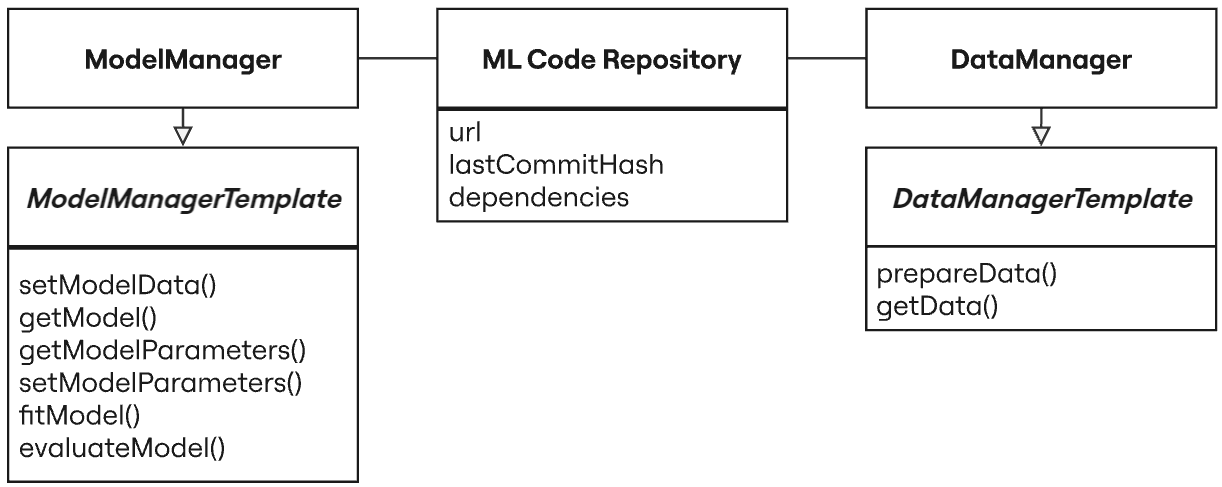 ModelManager
ML Code Repository
DataManager
url
lastCommitHash
dependencies
ModelManagerTemplate
setModelData()
getModel()
getModelParameters()
setModelParameters()
fitModel()
evaluateModel()
DataManagerTemplate
prepareData()
getData()